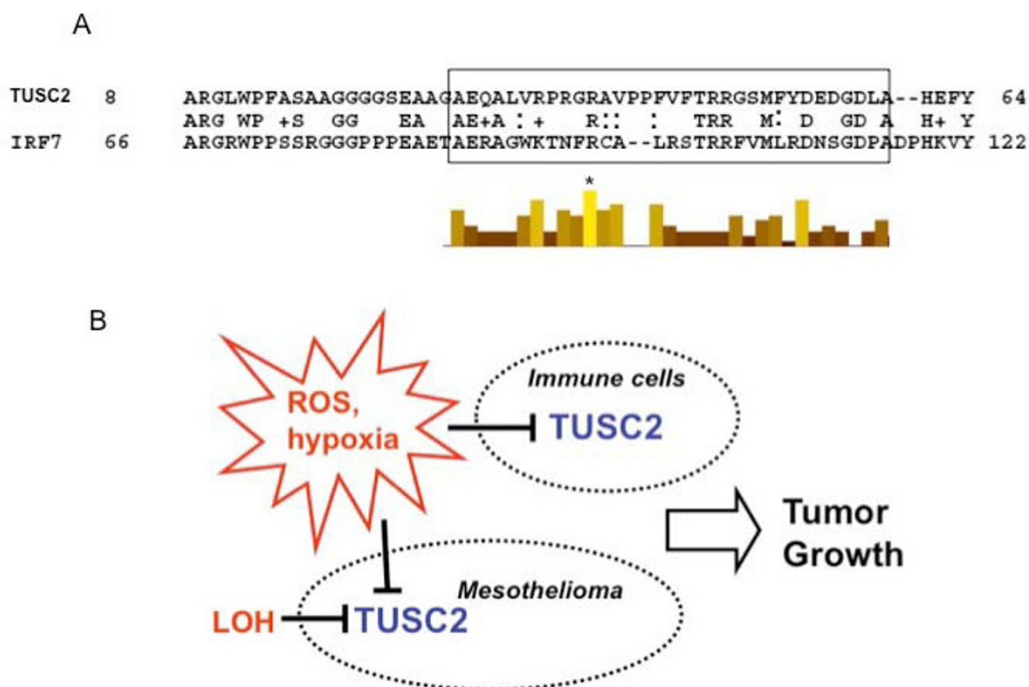 A
TUSC2 8 ARGLWPFASAAGGGGSEAAGAEQALVRPRGRAVPPFVFTRRGSMFYDEDGDLA--HEFY 64
ARG WP +S GG EA AE+A :+ R:: : TRR M: D GD A H+ Y
IRF7 66 ARGRWPPSSRGGGPPPEAETAERAGWKTNFRCA--LRSTRRFVMLRDNSGDPADPHKVY 122
*
B
ROS,
hypoxia
Immune cells
TUSC2
Tumor
Growth
Mesothelioma
LOH
TUSC2